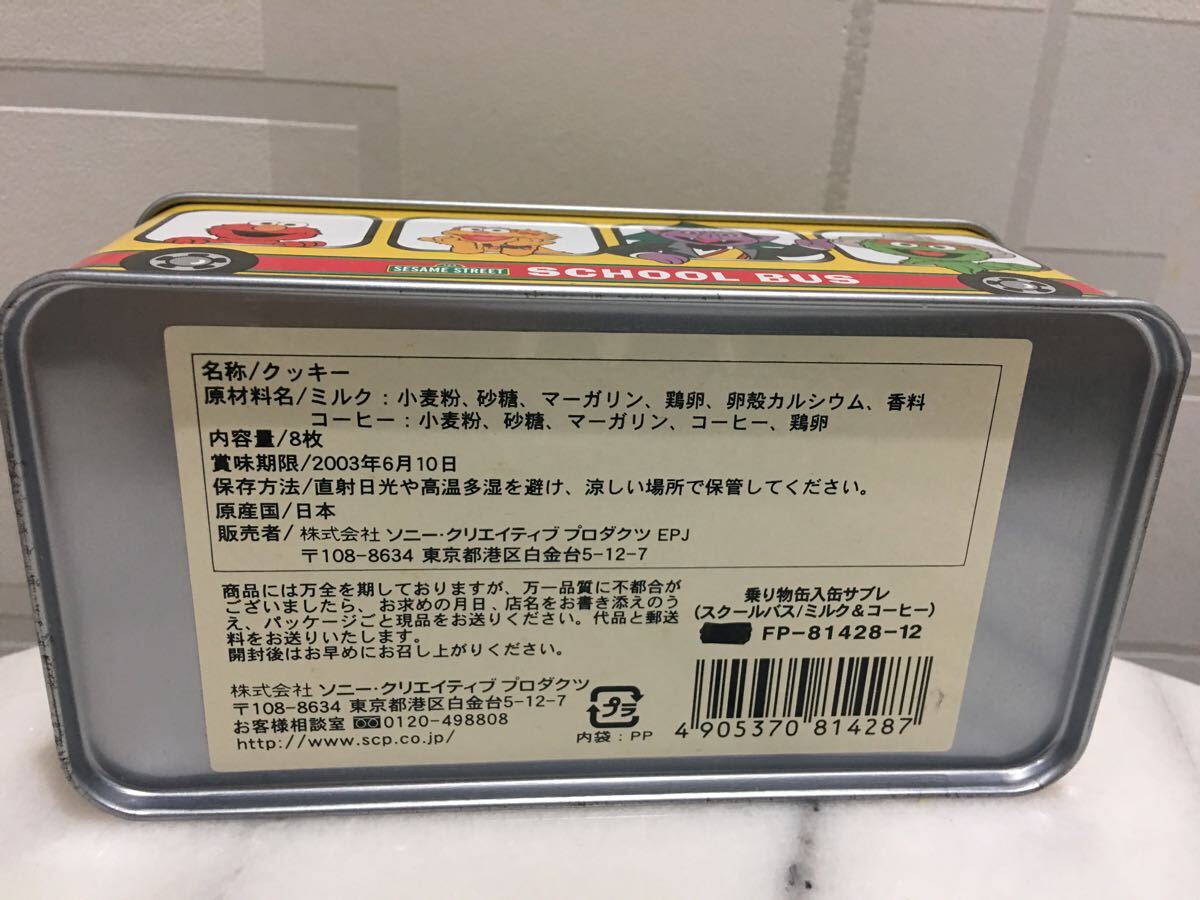 SESAME STREET SCHOOL BUS
名称/クッキー
原材料名/ミルク：小麦粉、砂糖、マーガリン、鶏卵、卵殻カルシウム、香料
コーヒー：小麦粉、砂糖、マーガリン、コーヒー、鶏卵
内容量/8枚
賞味期限/2003年6月10日
保存方法/直射日光や高温多湿を避け、涼しい場所で保管してください。
原産国/日本
販売者/株式会社 ソニー・クリエイティブ プロダクツ EPJ
〒108-8634 東京都港区白金台5-12-7
商品には万全を期しておりますが、万一品質に不都合が
ございましたら、お求めの月日、店名をお書き添えのう
え、パッケージごと現品をお送りください。代品と郵送
料をお送りいたします。
開封後はお早めにお召し上がりください。
株式会社 ソニー・クリエイティブ プロダクツ
〒108-8634 東京都港区白金台5-12-7
お客様相談室 0120-498808
http://www.scp.co.jp/
プラ
内袋：PP
乗り物缶入缶サブレ
(スクールバス/ミルク&コーヒー)
FP-81428-12
4905370 814287